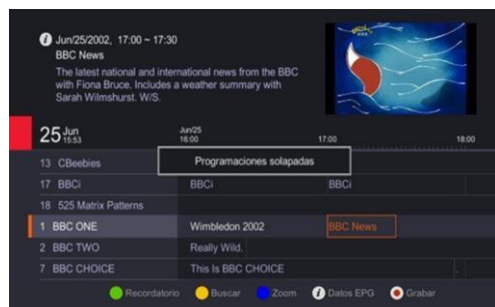 i Jun/25/2002, 17:00 ~ 17:30
BBC News
The latest national and international news from the BBC
with Fiona Bruce. Includes a weather summary with
Sarah Wilmshurst. W/S.
25 Jun 15:53
Jun/25
16:00 17:00 18:00
13 CBeebies
Programaciones solapadas
17 BBCi BBCi BBCi
18 525 Matrix Patterns
1 BBC ONE Wimbledon 2002 BBC News
2 BBC TWO Really Wild.
7 BBC CHOICE This Is BBC CHOICE .
Recordatorio Buscar Zoom i Datos EPG Grabar